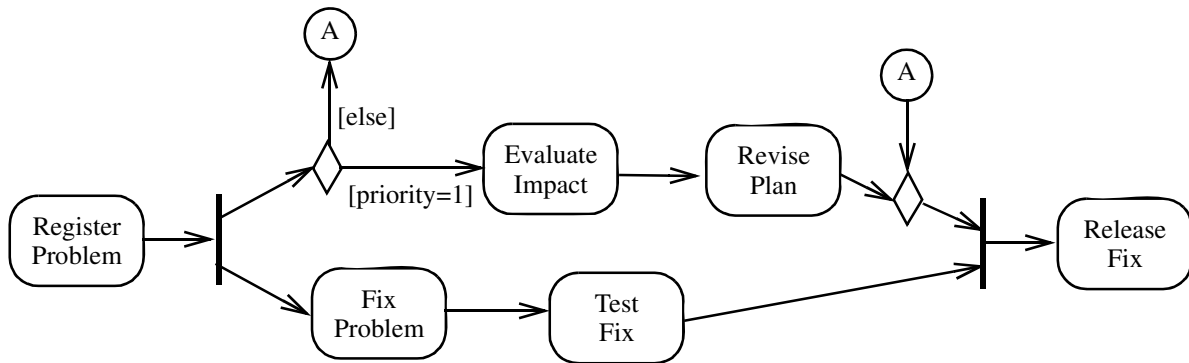 A
A
[else]
Evaluate
Impact
Revise
Plan
[priority=1]
Register
Problem
Release
Fix
Fix
Problem
Test
Fix